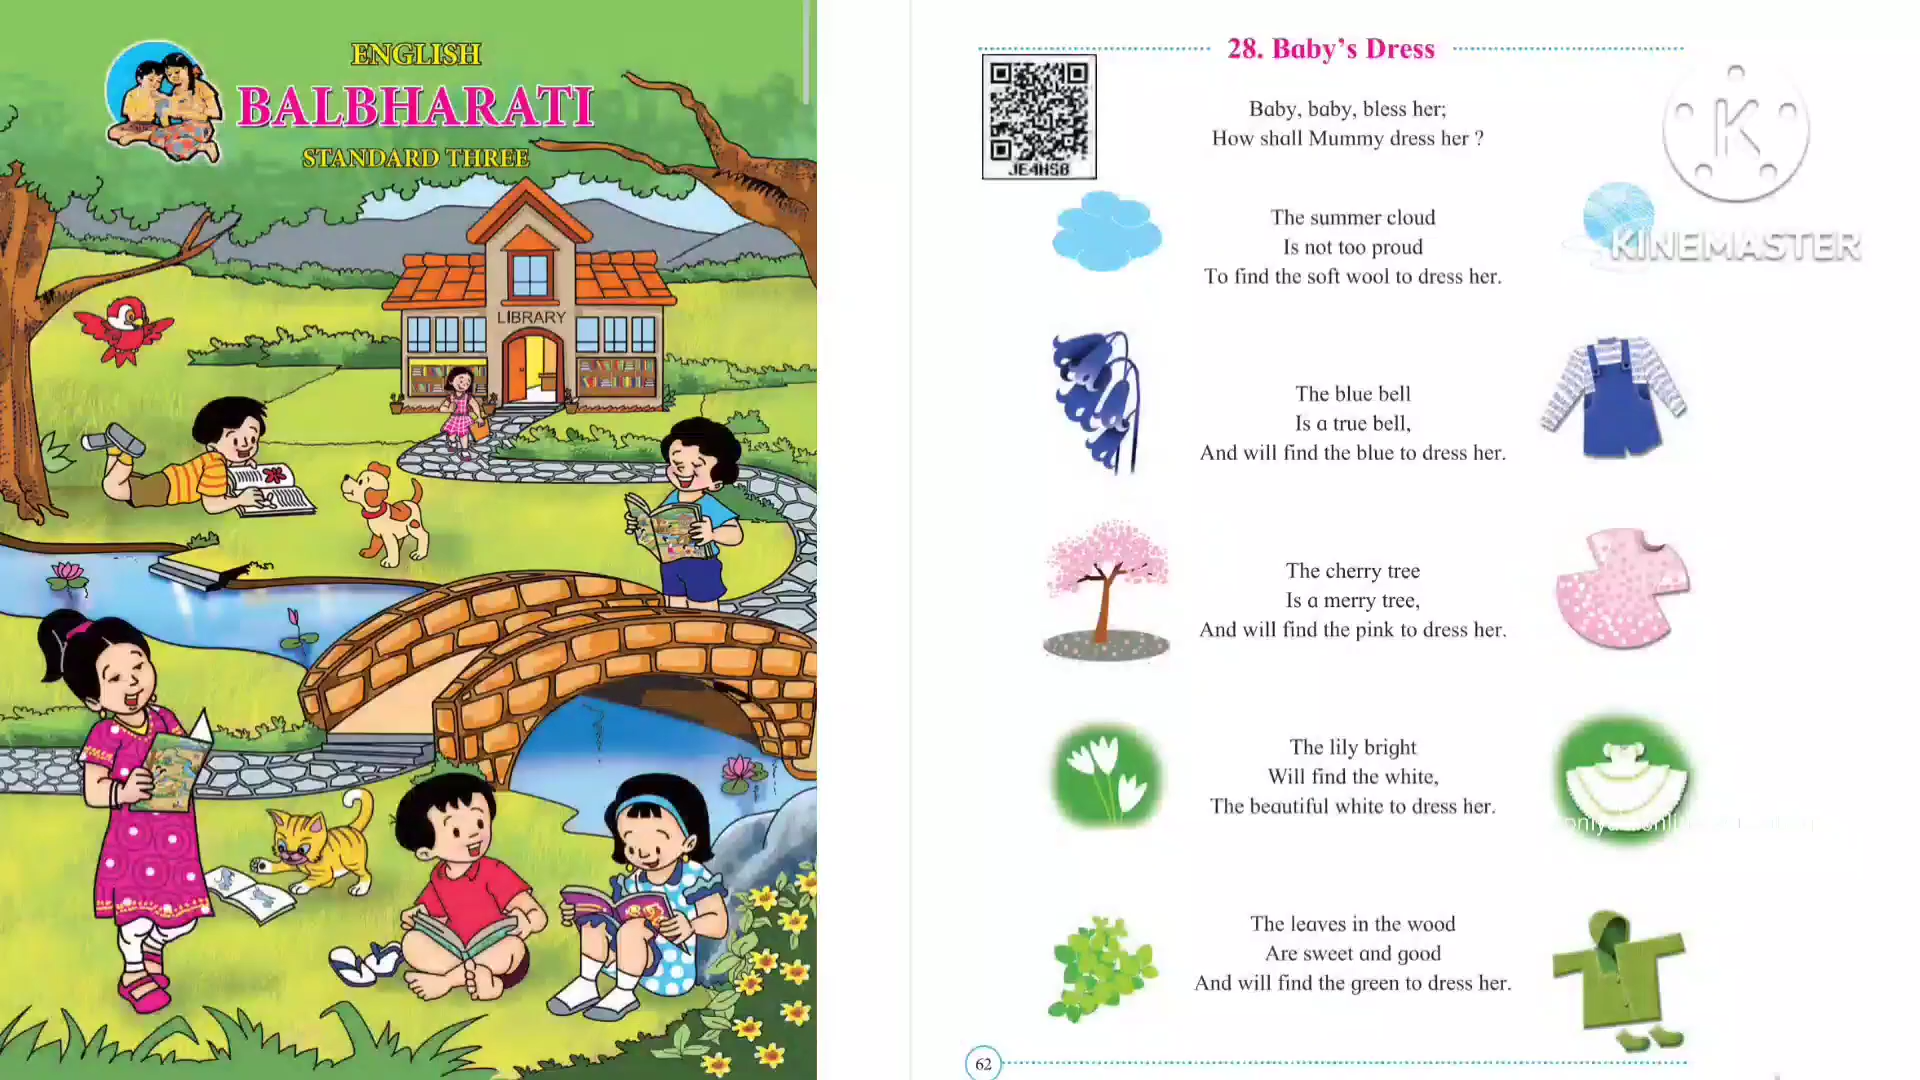 ENGLISH
BALBHARATI
STANDARD THREE
LIBRARY
28. Baby’s Dress
JE4HS8
Baby, baby, bless her;
How shall Mummy dress her ?
The summer cloud
Is not too proud
To find the soft wool to dress her.
The blue bell
Is a true bell,
And will find the blue to dress her.
The cherry tree
Is a merry tree,
And will find the pink to dress her.
The lily bright
Will find the white,
The beautiful white to dress her.
The leaves in the wood
Are sweet and good
And will find the green to dress her.
62
K
KINEMASTER